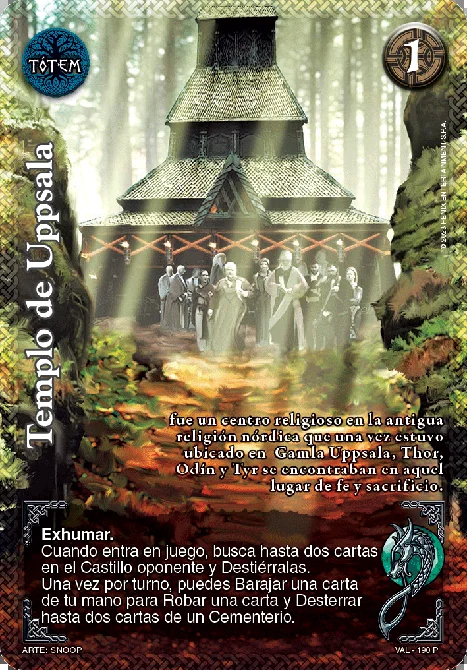 TÓTEM
1
Templo de Uppsala
fue un centro religioso en la antigua
religión nórdica que una vez estuvo
ubicado en Gamla Uppsala, Thor,
Odín y Tyr se encontraban en aquel
lugar de fe y sacrificio.
Exhumar.
Cuando entra en juego, busca hasta dos cartas
en el Castillo oponente y Destiérralas.
Una vez por turno, puedes Barajar una carta
de tu mano para Robar una carta y Desterrar
hasta dos cartas de un Cementerio.
ARTE: SNOOP
VAL - 190 P